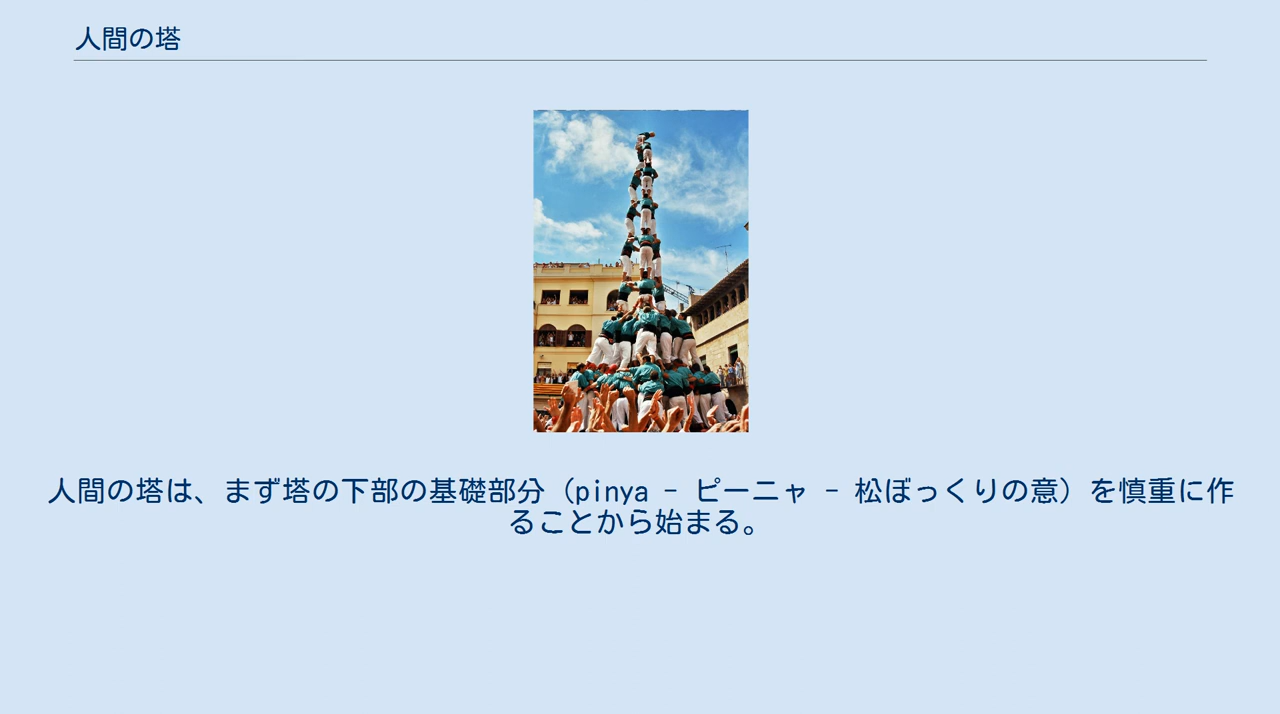 人間の塔
人間の塔は、まず塔の下部の基礎部分（pinya - ピーニャ - 松ぼっくりの意）を慎重に作
ることから始まる。